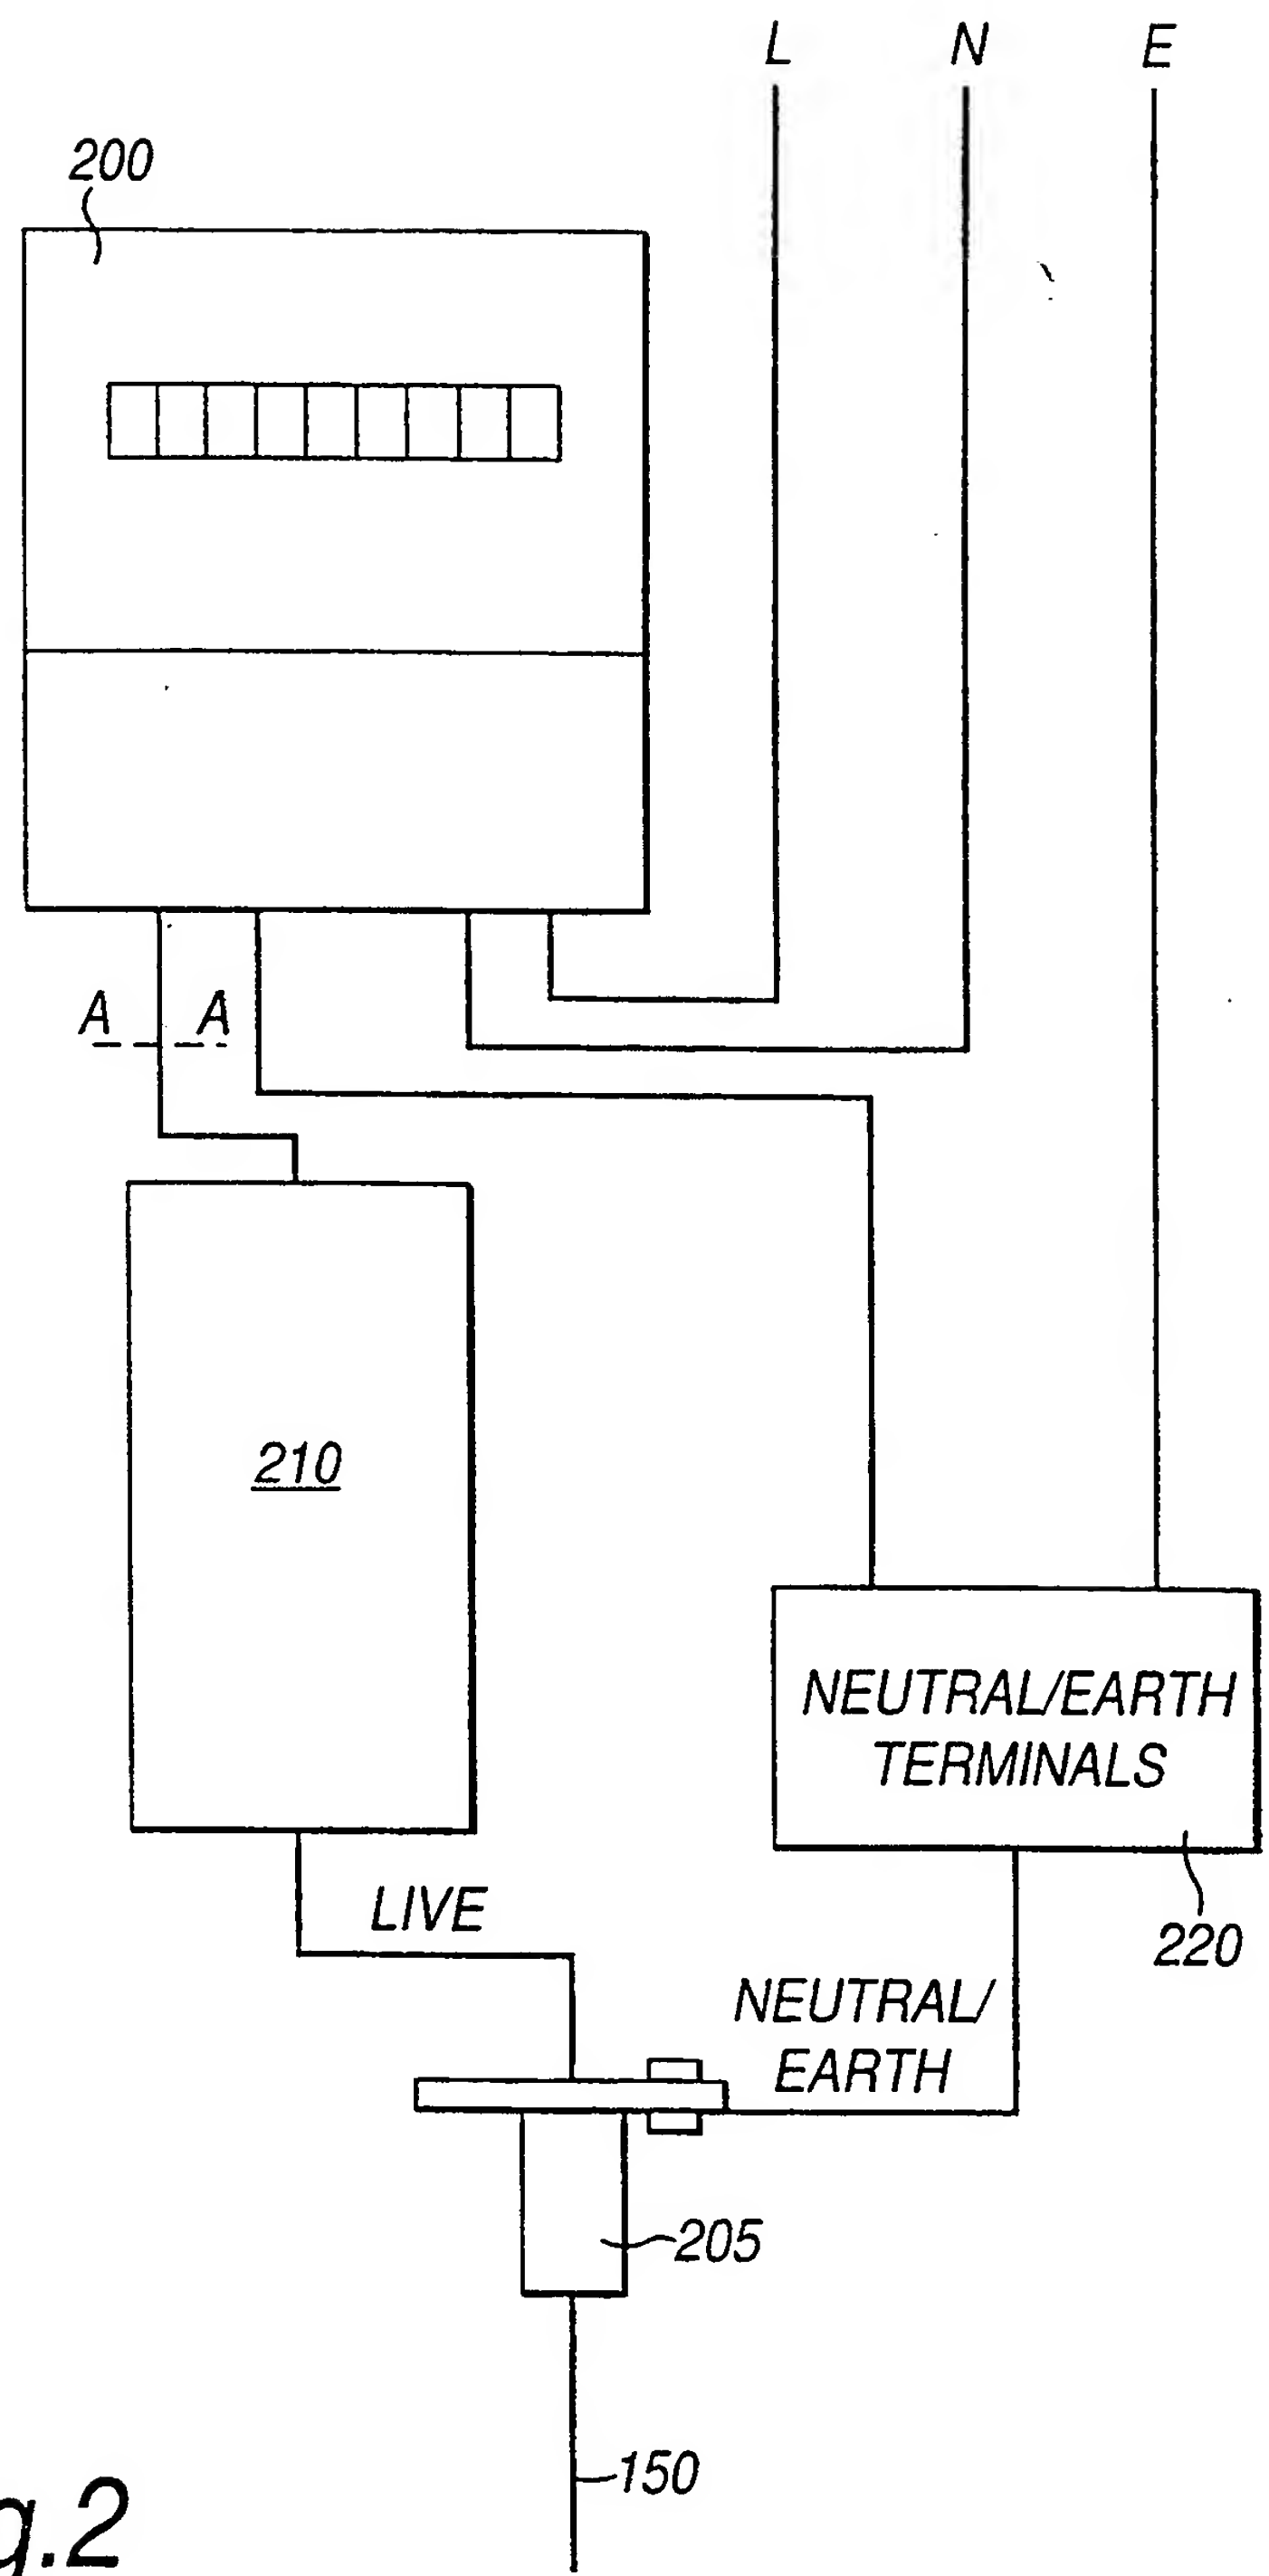 L N E
200
A A
210
NEUTRAL/EARTH
TERMINALS
LIVE
220
NEUTRAL/
EARTH
205
150
g.2